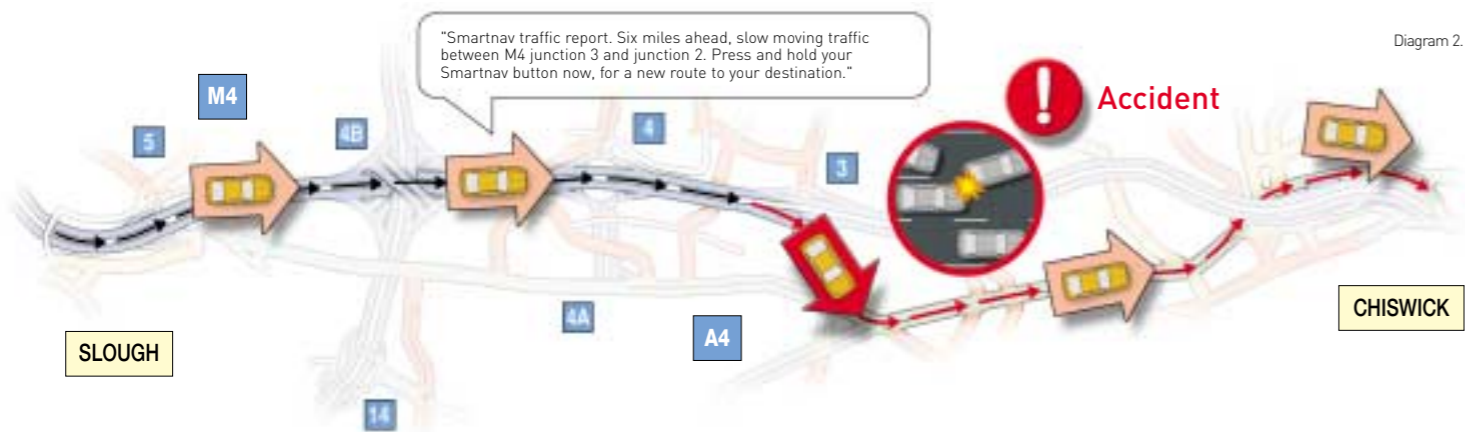 "Smartnav traffic report. Six miles ahead, slow moving traffic
between M4 junction 3 and junction 2. Press and hold your
Smartnav button now, for a new route to your destination."
Diagram 2.
Accident
M4
5
4B
4
3
4A
A4
SLOUGH
CHISWICK
14